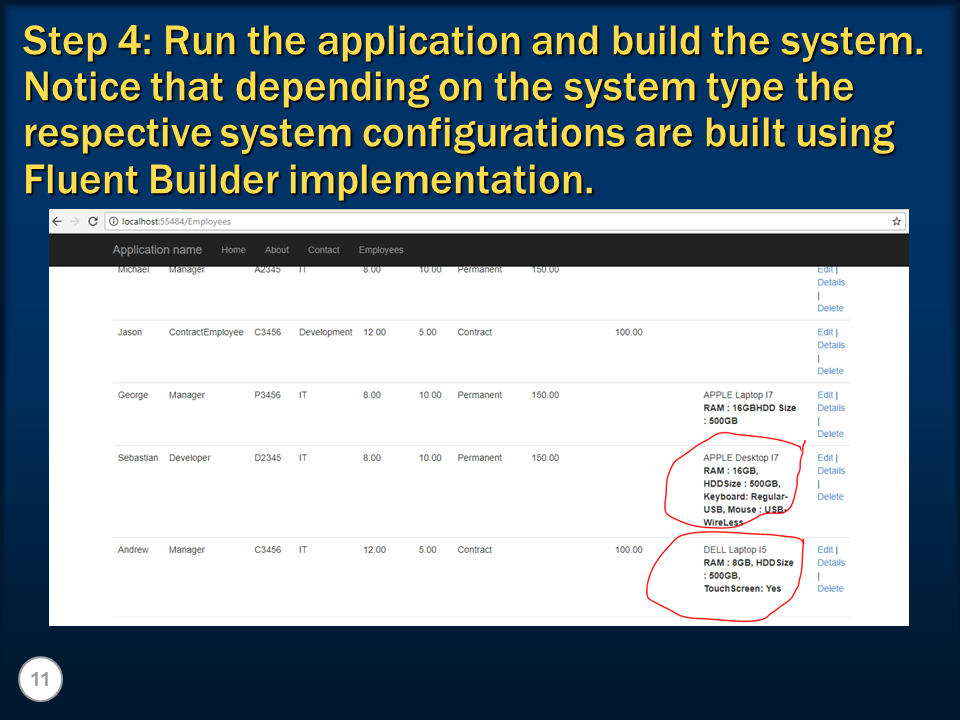 Step 4: Run the application and build the system.
Notice that depending on the system type the
respective system configurations are built using
Fluent Builder implementation.
localhost:55484/Employees
Application name Home About Contact Employees
Michael Manager A2345 IT 8.00 10.00 Permanent 150.00 Edit |
Details
|
Delete
Jason ContractEmployee C3456 Development 12.00 5.00 Contract 100.00 Edit |
Details
|
Delete
George Manager P3456 IT 8.00 10.00 Permanent 150.00 APPLE Laptop I7 Edit |
RAM : 16GBHDD Size Details
: 500GB |
Delete
Sebastian Developer D2345 IT 8.00 10.00 Permanent 150.00 APPLE Desktop I7 Edit |
RAM : 16GB, Details
HDDSize : 500GB, |
Keyboard: Regular- Delete
USB, Mouse : USB-
WireLess
Andrew Manager C3456 IT 12.00 5.00 Contract 100.00 DELL Laptop I5 Edit |
RAM : 8GB, HDDSize Details
: 500GB, |
TouchScreen: Yes Delete
11